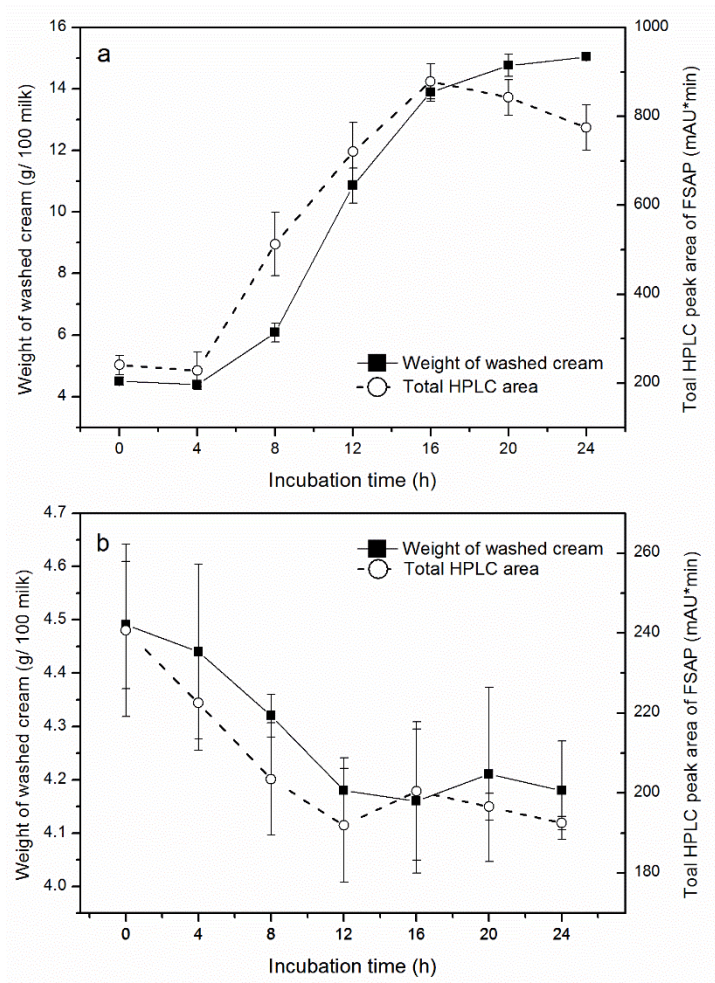 a
16
14
12
10
8
6
4
Weight of washed cream (g/ 100 milk)
1000
800
600
400
200
Toal HPLC peak area of FSAP (mAU*min)
Weight of washed cream
Total HPLC area
0 4 8 12 16 20 24
Incubation time (h)
b
4.7
4.6
4.5
4.4
4.3
4.2
4.1
4.0
Weight of washed cream (g/ 100 milk)
260
240
220
200
180
Toal HPLC peak area of FSAP (mAU*min)
Weight of washed cream
Total HPLC area
0 4 8 12 16 20 24
Incubation time (h)